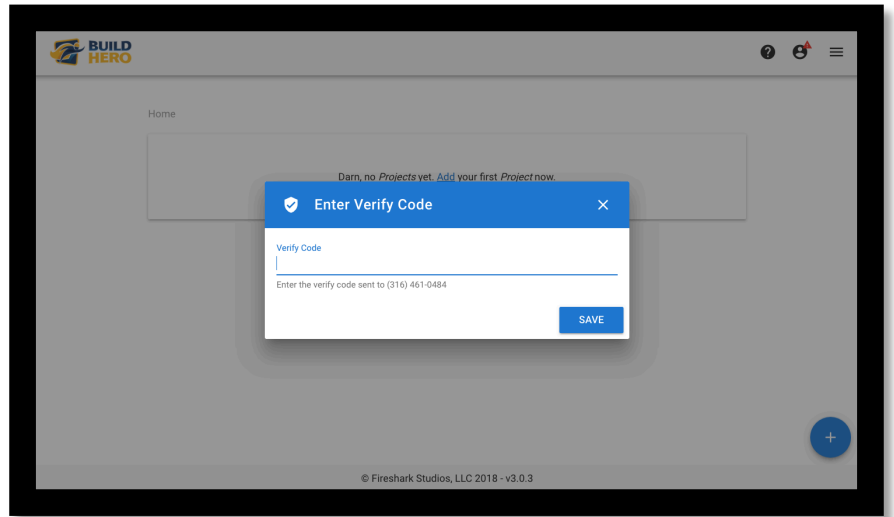 BUILD
HERO
Home
Darn, no Projects yet. Add your first Project now.
Enter Verify Code
Verify Code
Enter the verify code sent to (316) 461-0484
SAVE
© Fireshark Studios, LLC 2018 - v3.0.3